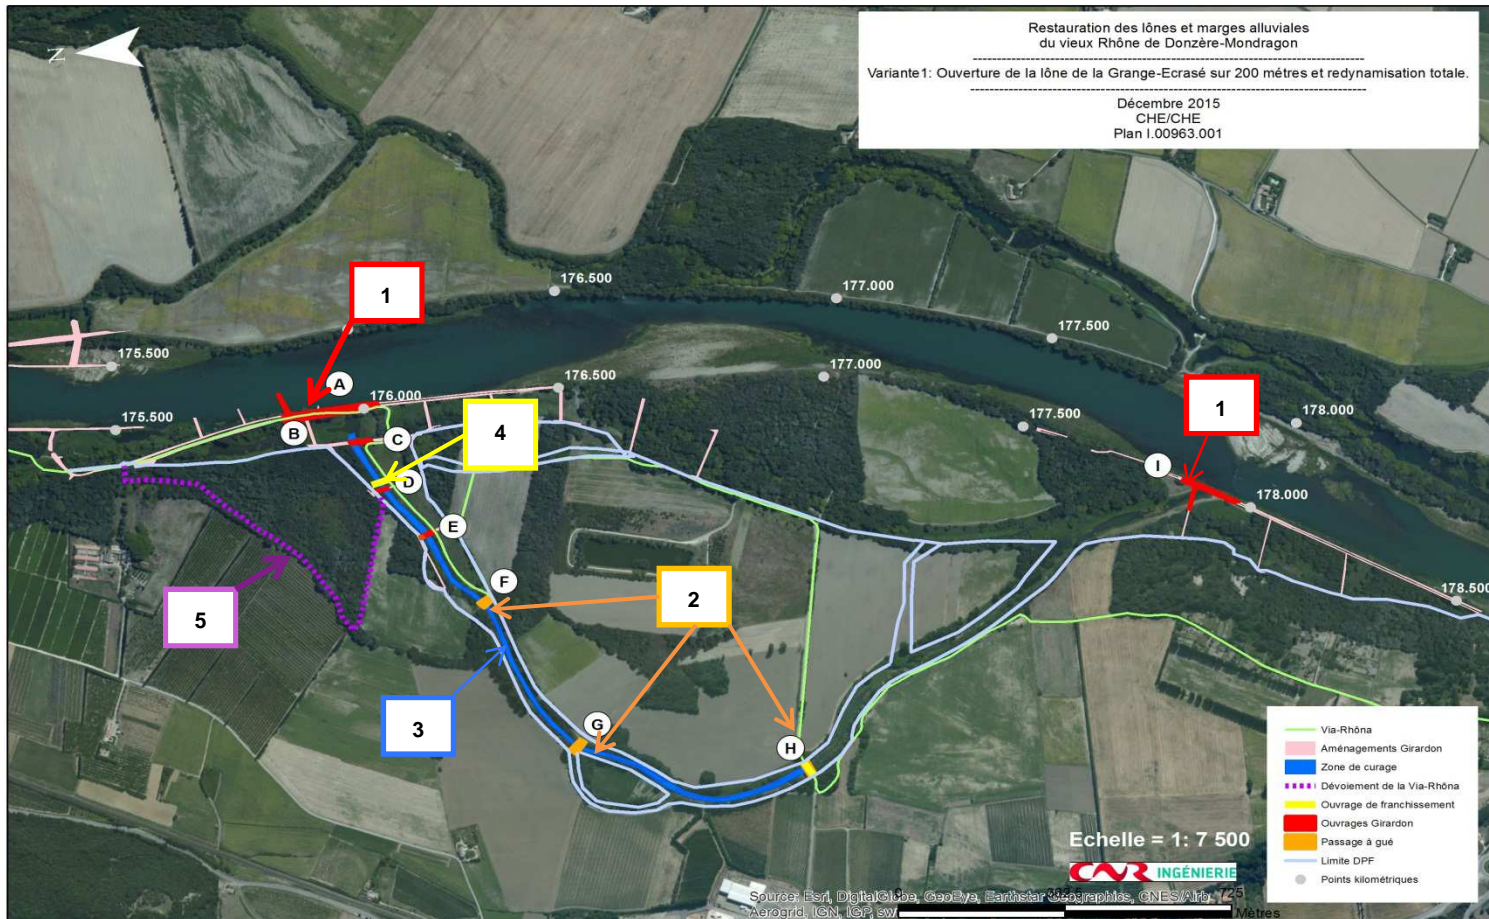 Restauration des lônes et marges alluviales
du vieux Rhône de Donzère-Mondragon
Variante1: Ouverture de la lône de la Grange-Ecrasé sur 200 métres et redynamisation totale.
Décembre 2015
CHE/CHE
Plan I.00963.001
N
1
176.500
177.000
177.500
175.500
A
176.000
176.500
177.000
175.500
B
C
4
177.500
1
178.000
I
178.000
D
E
F
2
5
178.500
3
G
H
Via-Rhôna
Aménagements Girardon
Zone de curage
Dévoiement de la Via-Rhôna
Ouvrage de franchissement
Ouvrages Girardon
Passage à gué
Limite DPF
Points kilométriques
Echelle = 1: 7 500
CNR INGÉNIERIE
Source: Esri, DigitalGlobe, GeoEye, Earthstar Geographics, CNES/Airb
725
Aerogrid, IGN, IGP, sw
Mètres